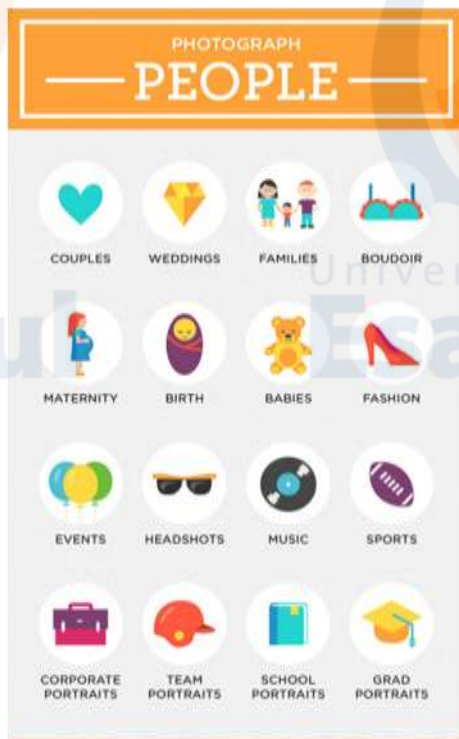 PHOTOGRAPH
PEOPLE
COUPLES
WEDDINGS
FAMILIES
BOUDOIR
MATERNITY
BIRTH
BABIES
FASHION
EVENTS
HEADSHOTS
MUSIC
SPORTS
CORPORATE
PORTRAITS
TEAM
PORTRAITS
SCHOOL
PORTRAITS
GRAD
PORTRAITS